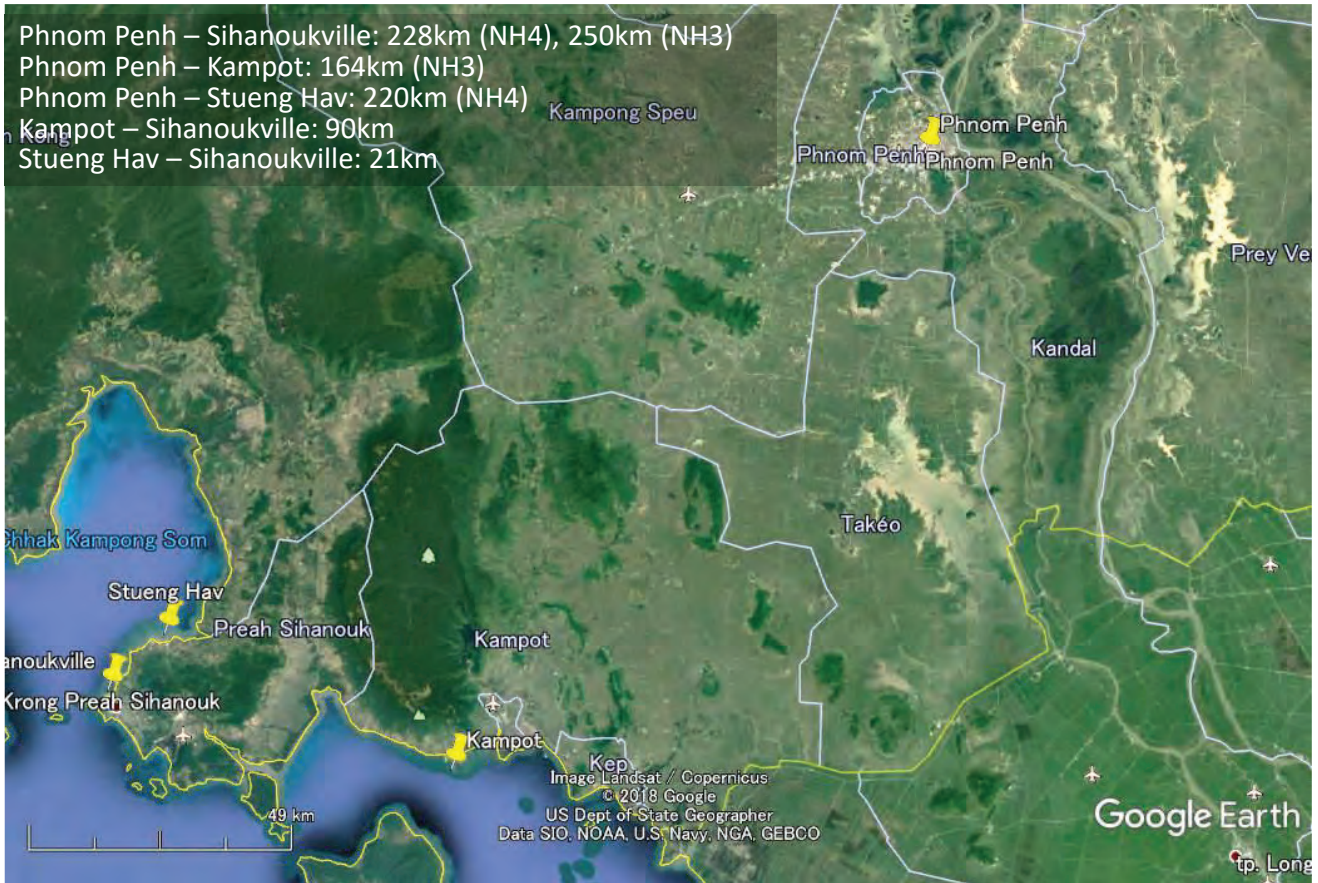 Phnom Penh – Sihanoukville: 228km (NH4), 250km (NH3)
Phnom Penh – Kampot: 164km (NH3)
Phnom Penh – Stueng Hav: 220km (NH4)
Kampot – Sihanoukville: 90km
Stueng Hav – Sihanoukville: 21km
Kampong Speu
Phnom Penh
Phnom Penh
Phnom Penh
Prey Ve
Kandal
Takéo
Chhak Kampong Som
Stueng Hav
Preah Sihanouk
Kampot
anoukville
Krong Preah Sihanouk
Kampot
Kep
Image Landsat / Copernicus
© 2018 Google
US Dept of State Geographer
Data SIO, NOAA, U.S. Navy, NGA, GEBCO
49 km
Google Earth
tp. Long